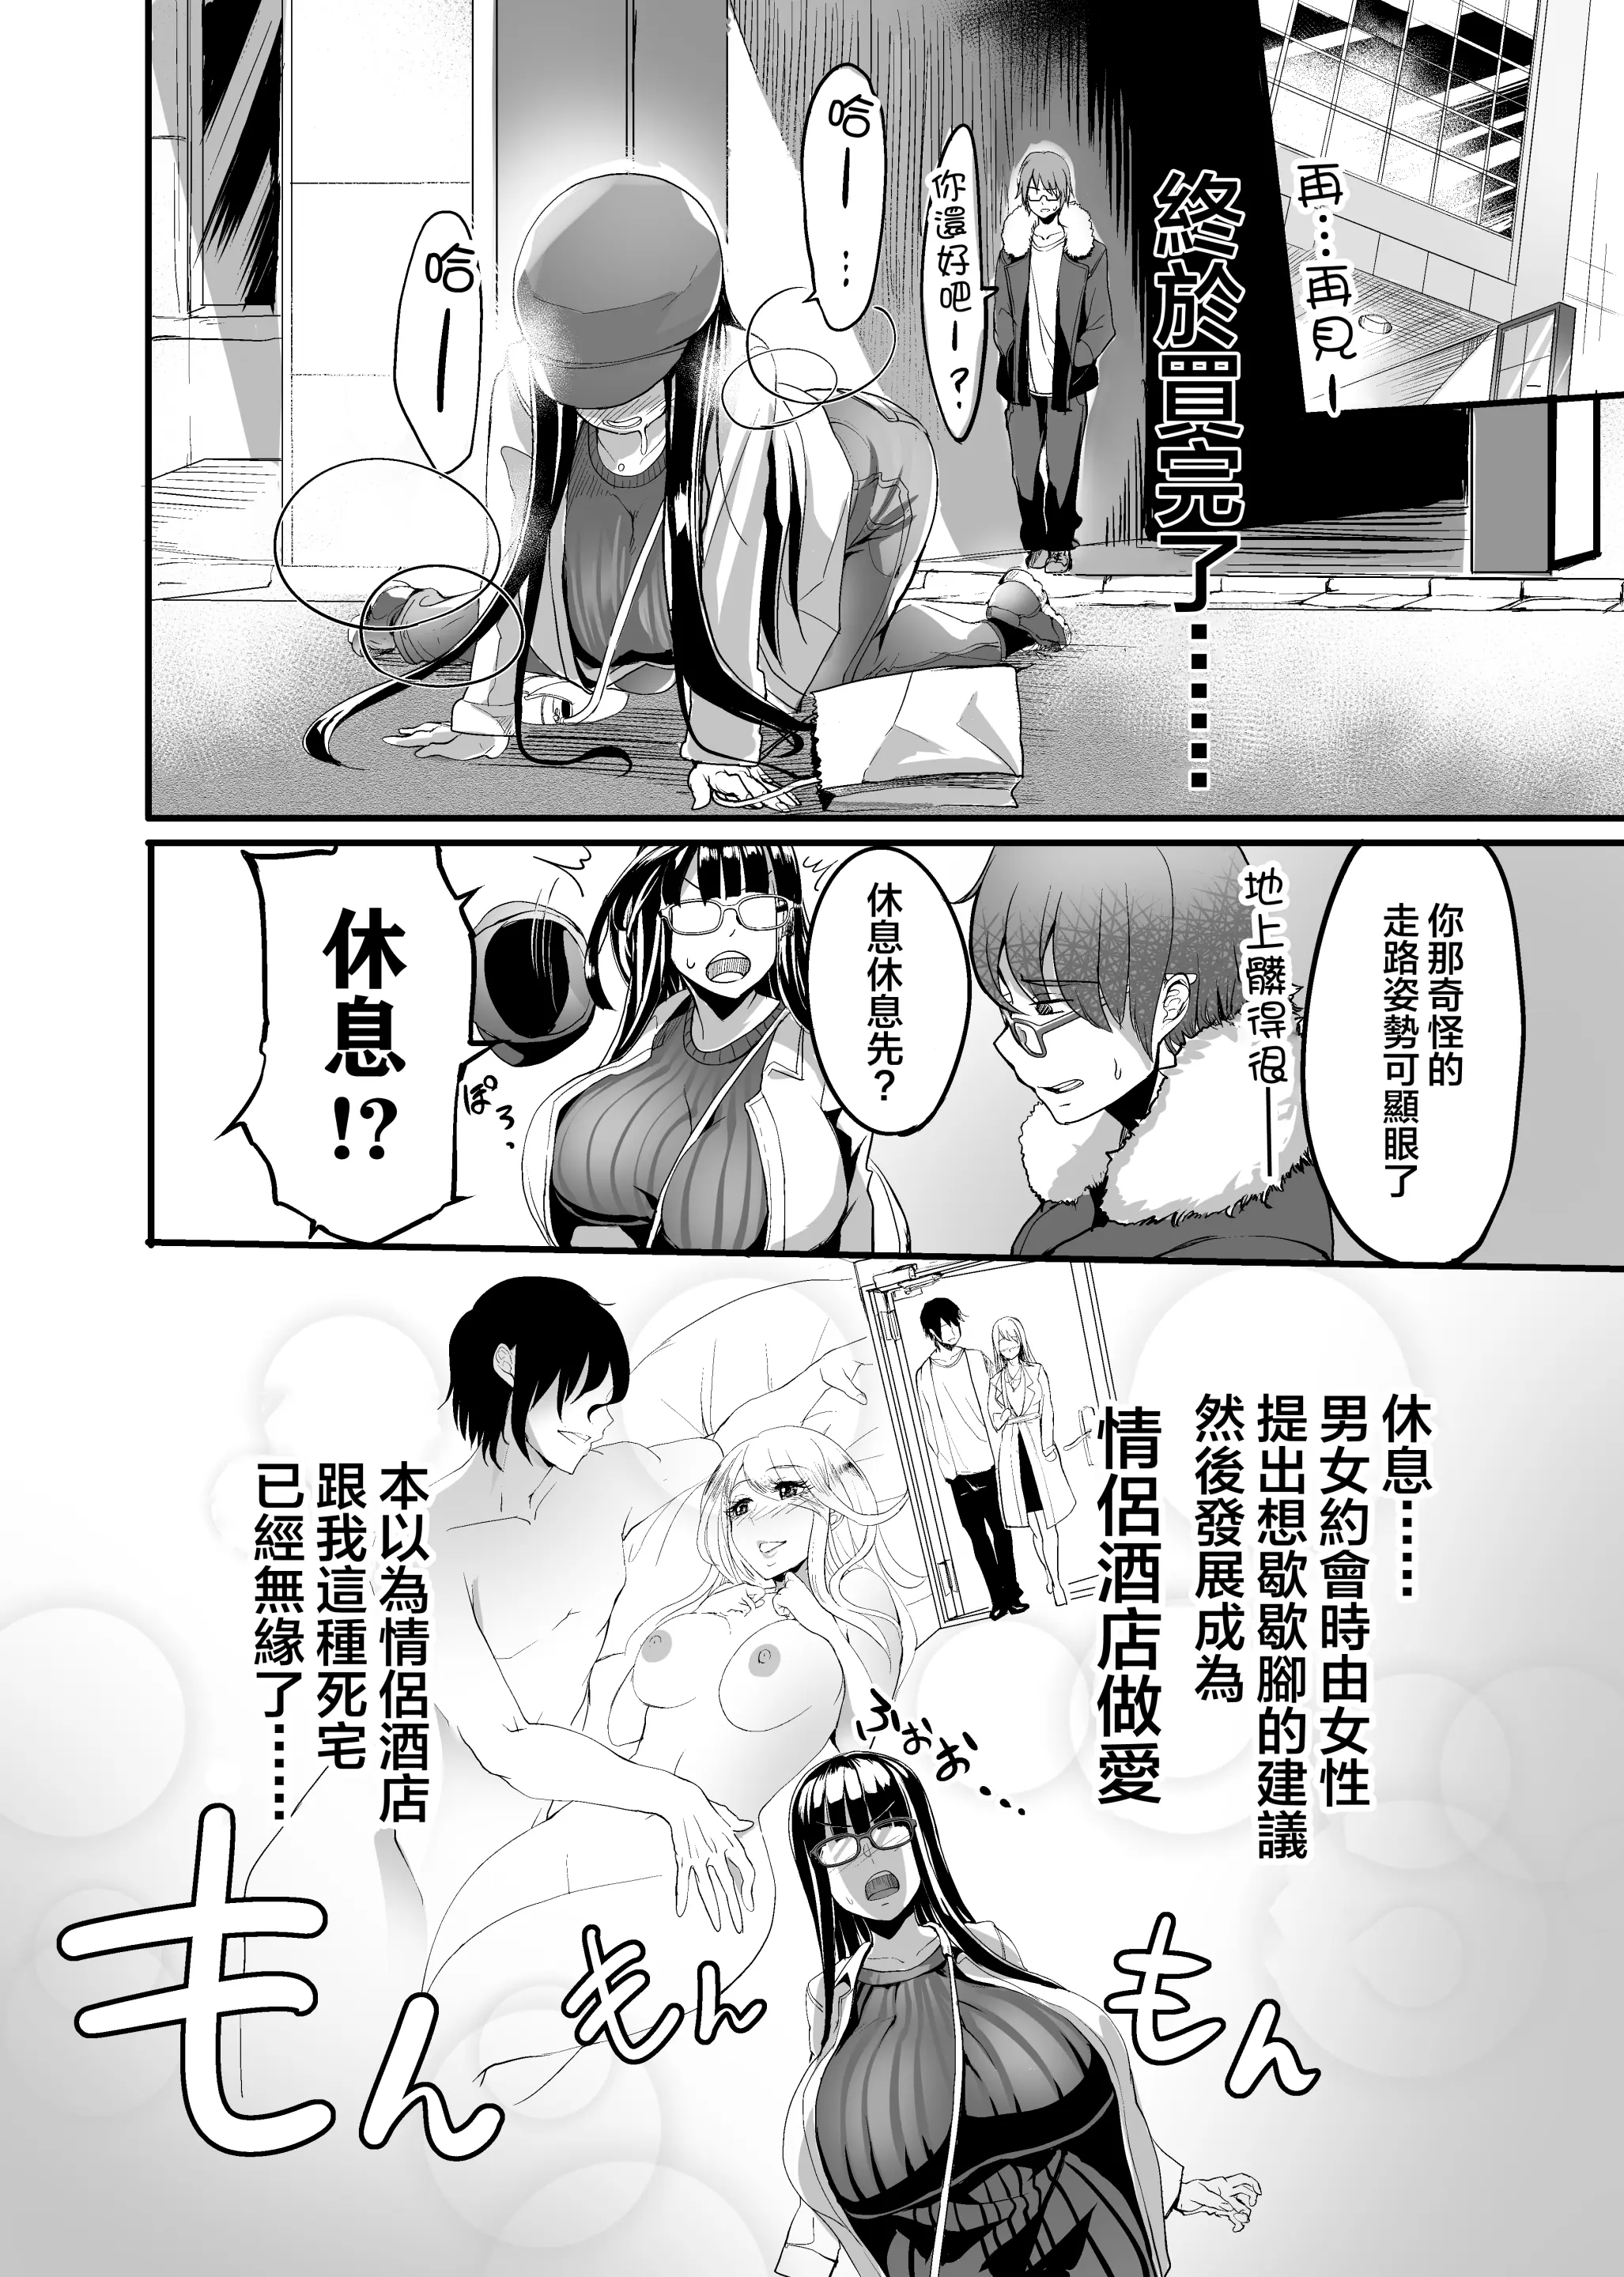 再…再見ー
終於買完了……
你還好吧ー？
哈ー…
哈ー
你那奇怪的
走路姿勢可顯眼了
地上髒得很──
休息休息先？
ぽろっ
休息!?
休息……
男女約會時由女性
提出想歇歇腳的建議
然後發展成為
情侶酒店做愛
本以為情侶酒店
跟我這種死宅
已經無緣了……
ふぉぉお…
もん
もん
もん